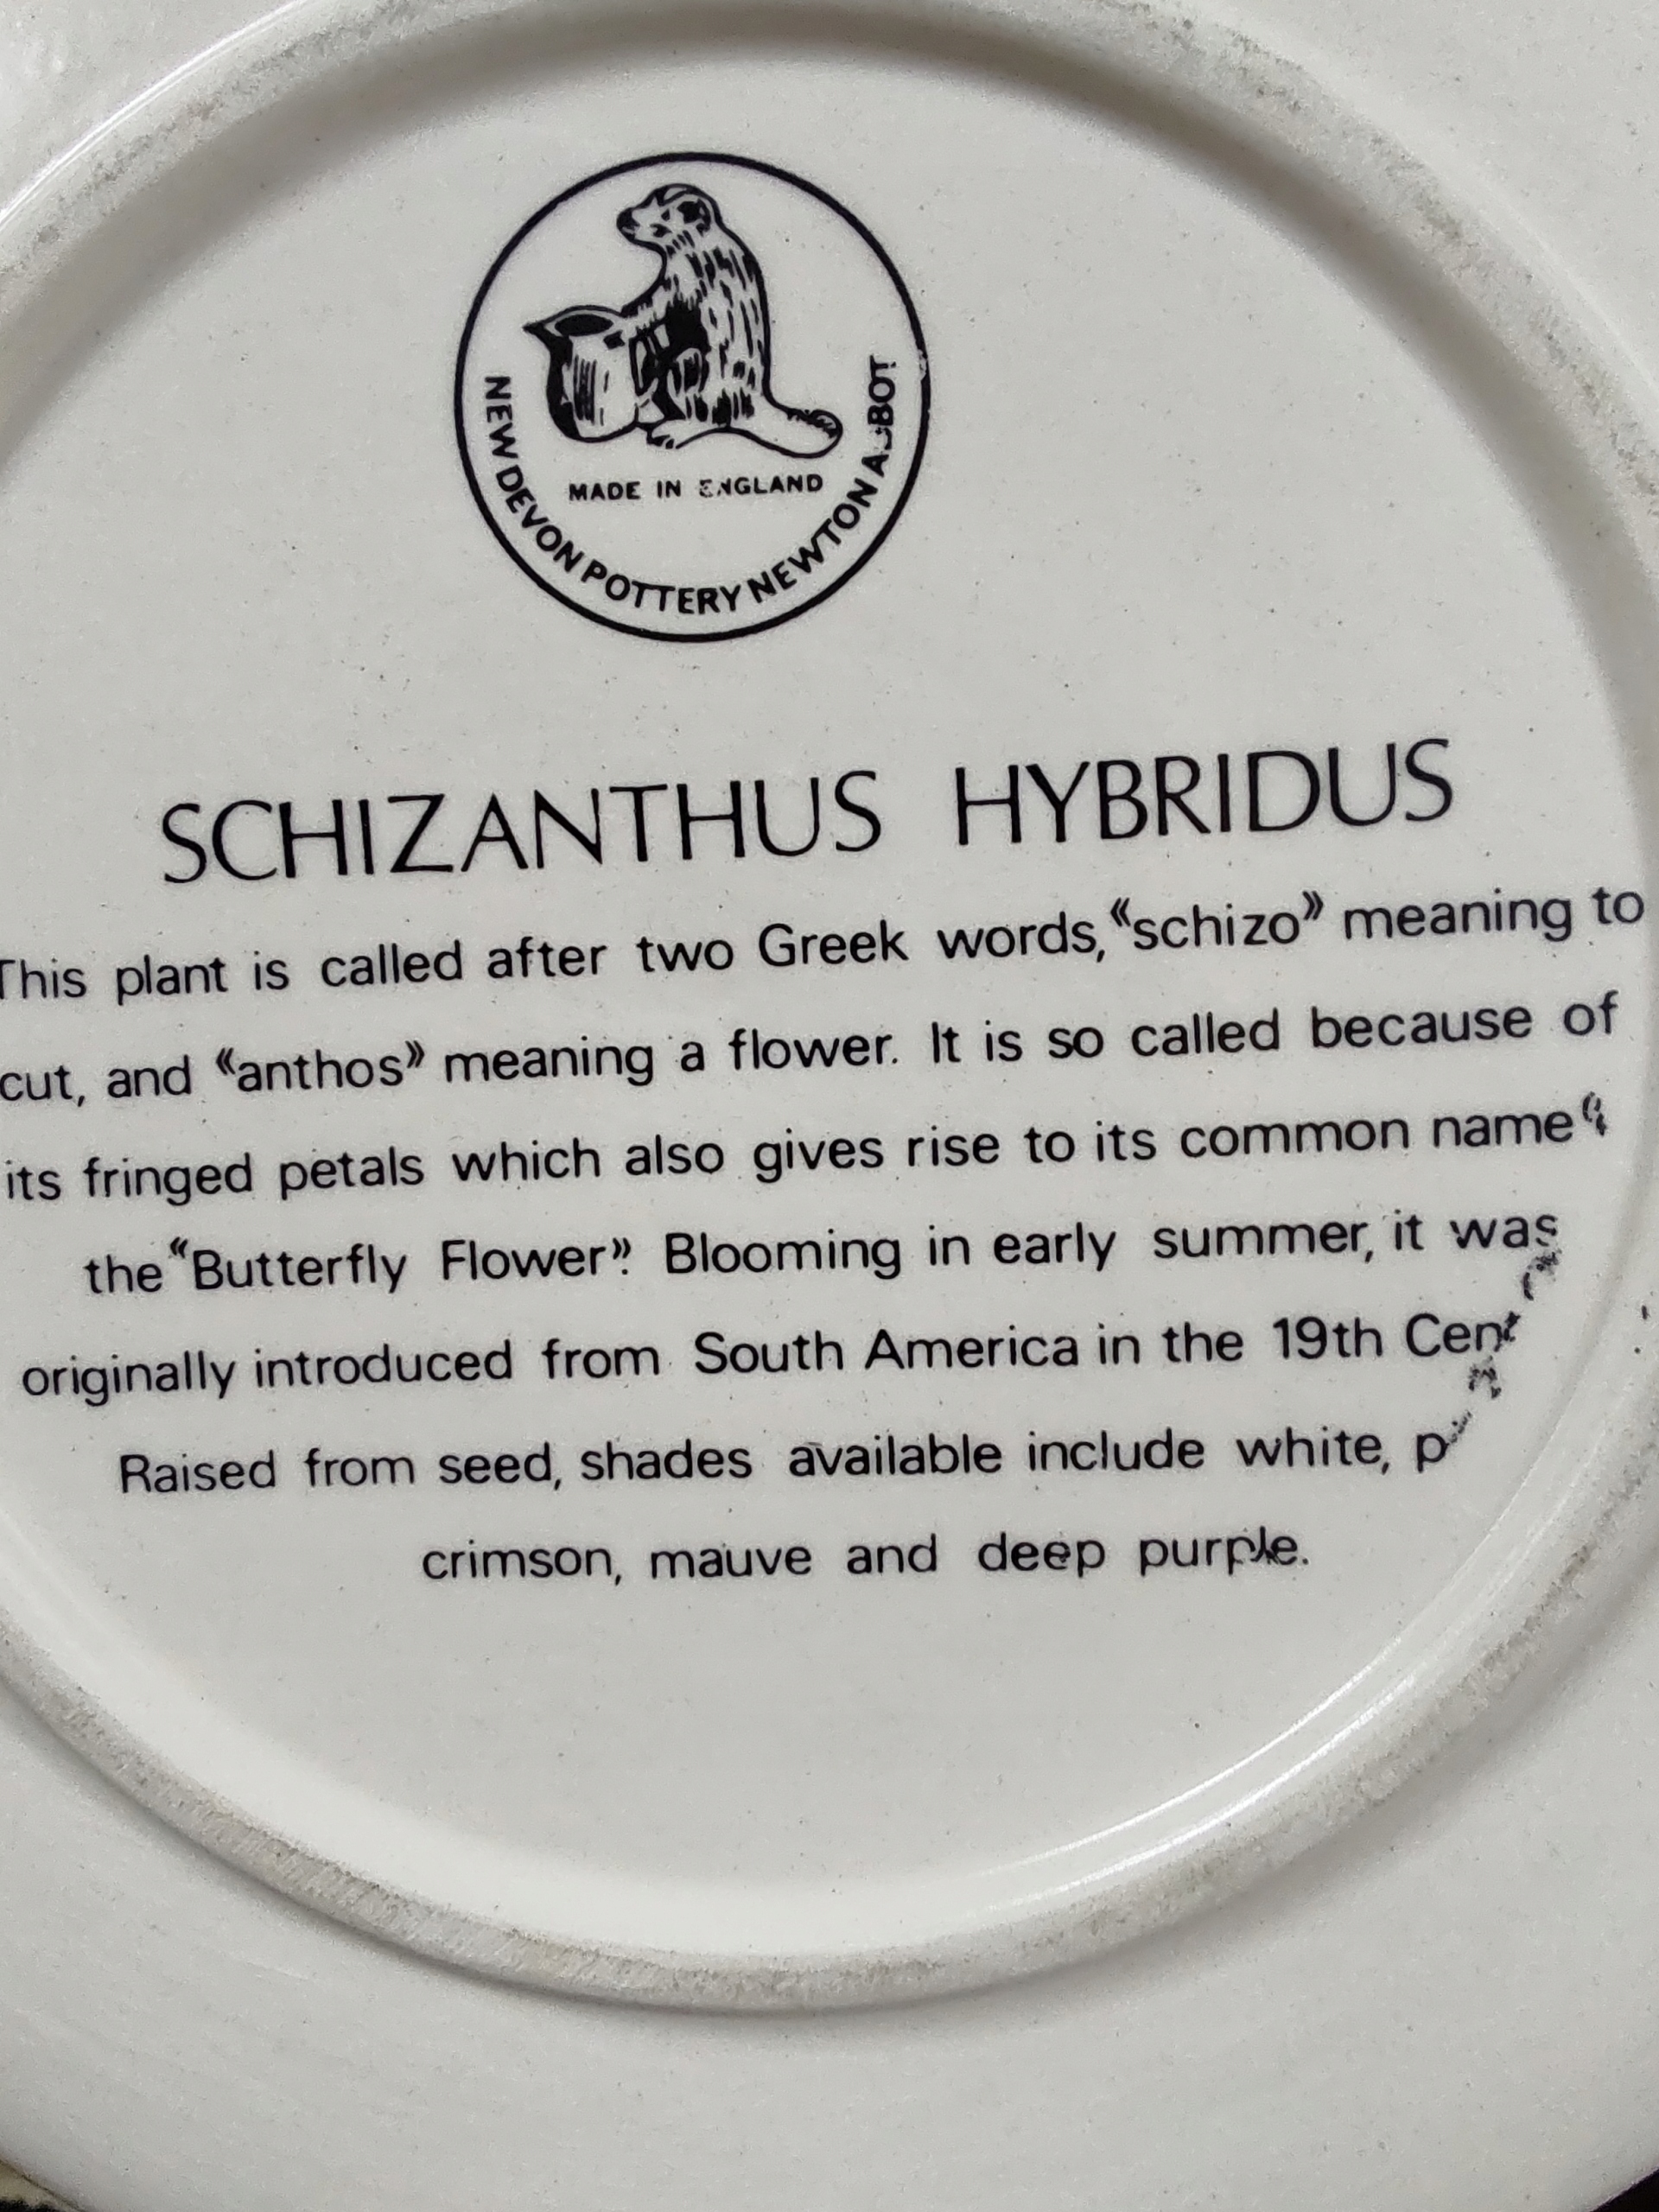 MADE IN ENGLAND
NEW DEVON POTTERY NEWTON ABBOT
SCHIZANTHUS HYBRIDUS
This plant is called after two Greek words, “schizo” meaning to
cut, and “anthos” meaning a flower. It is so called because of
its fringed petals which also gives rise to its common name
the “Butterfly Flower”. Blooming in early summer, it was
originally introduced from South America in the 19th
Raised from seed, shades available include white,
crimson, mauve and deep purple.